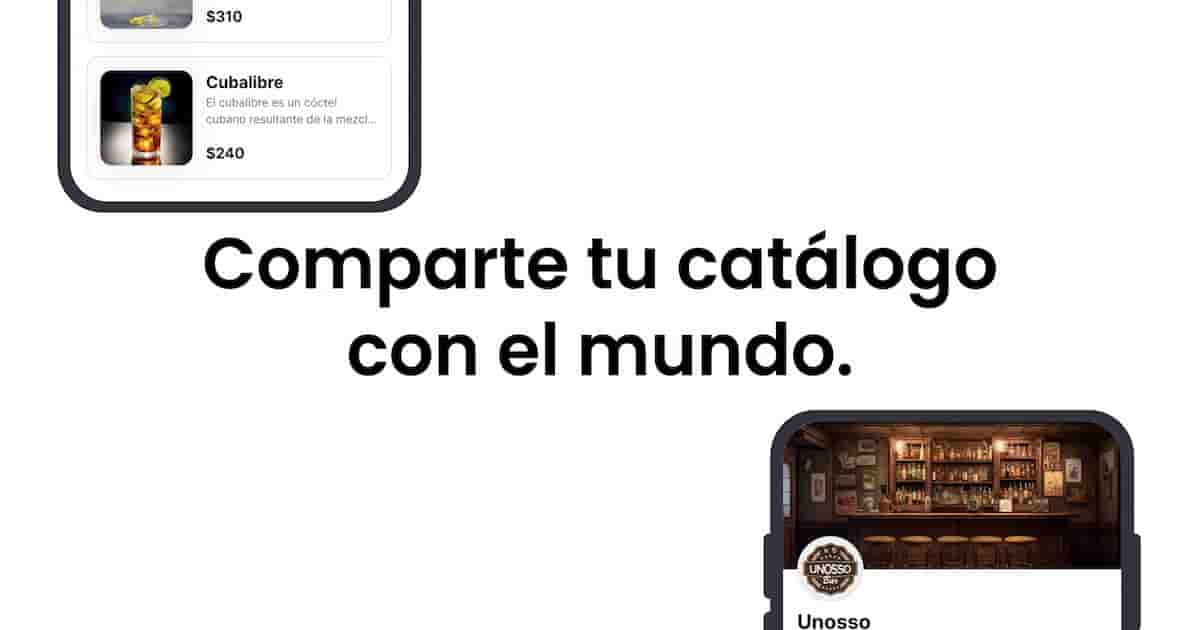 $310
Cubalibre
El cubalibre es un cóctel
cubano resultante de la mezcl...
$240
Comparte tu catálogo
con el mundo.
UNOSSO
Bar
Unosso